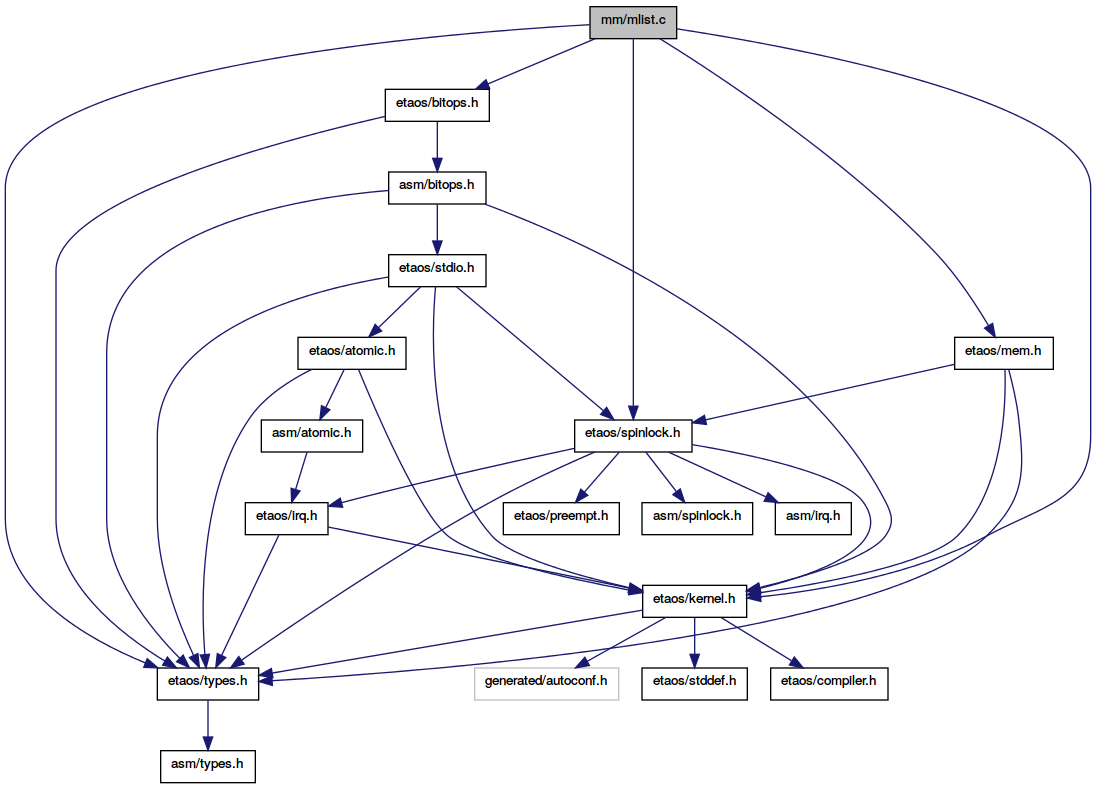 mm/mlist.c
etaos/bitops.h
asm/bitops.h
etaos/stdio.h
etaos/atomic.h
etaos/mem.h
asm/atomic.h
etaos/spinlock.h
etaos/irq.h
etaos/preempt.h
asm/spinlock.h
asm/irq.h
etaos/kernel.h
etaos/types.h
generated/autoconf.h
etaos/stddef.h
etaos/compiler.h
asm/types.h